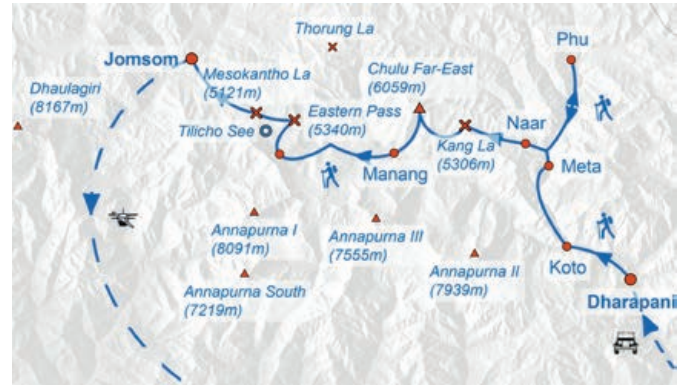 Thorung La
Phu
Jomsom
Mesokantho La
(5121m)
Chulu Far-East
(6059m)
Dhaulagiri
(8167m)
Eastern Pass
(5340m)
Naar
Tilicho See
Kang La
(5306m)
Manang
Meta
Annapurna I
(8091m)
Annapurna III
(7555m)
Annapurna II
(7939m)
Koto
Annapurna South
(7219m)
Dharapani